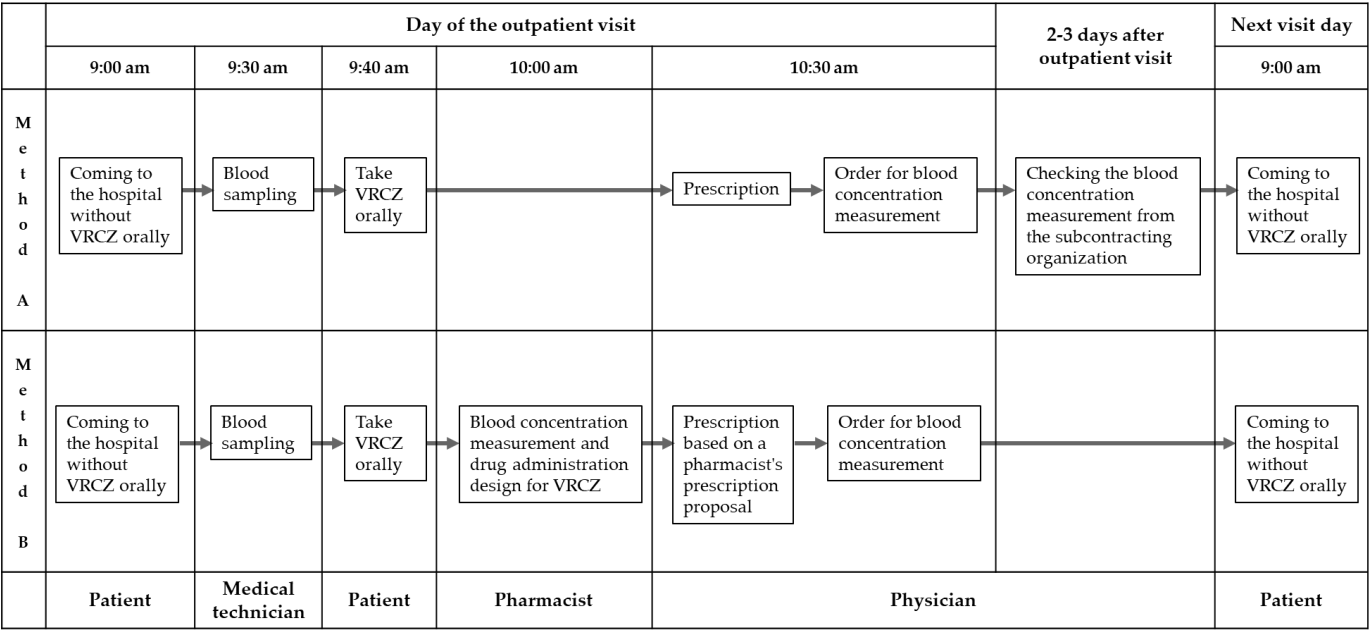 Day of the outpatient visit
2-3 days after
outpatient visit
Next visit day
9:00 am
9:30 am
9:40 am
10:00 am
10:30 am
9:00 am
Method A
Coming to
the hospital
without
VRCZ orally
Blood
sampling
Take
VRCZ
orally
Prescription
Order for blood
concentration
measurement
Checking the blood
concentration
measurement from
the subcontracting
organization
Coming to
the hospital
without
VRCZ orally
Method B
Coming to
the hospital
without
VRCZ orally
Blood
sampling
Take
VRCZ
orally
Blood concentration
measurement and
drug administration
design for VRCZ
Prescription
based on a
pharmacist's
prescription
proposal
Order for blood
concentration
measurement
Coming to
the hospital
without
VRCZ orally
Patient
Medical
technician
Patient
Pharmacist
Physician
Patient